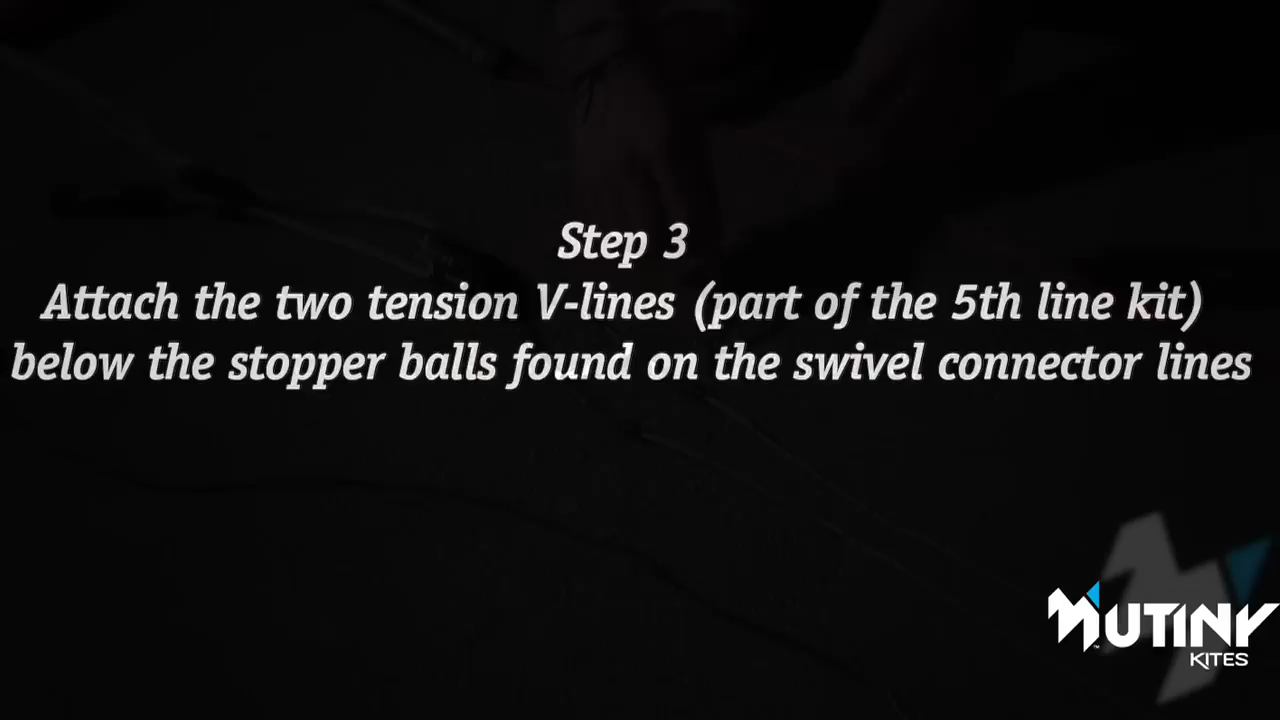 Step 3
Attach the two tension V-lines (part of the 5th line kit)
below the stopper balls found on the swivel connector lines
MUTINY
™
KITES